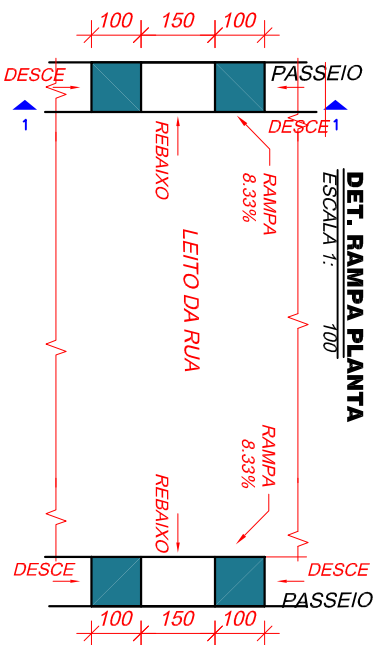 100 150 100
DESCE
PASSEIO
1
DESCE
1
REBAIXO
RAMPA
8.33%
DET. RAMPA PLANTA
ESCALA 1: 100
LEITO DA RUA
RAMPA
8.33%
REBAIXO
DESCE
DESCE
PASSEIO
100 150 100